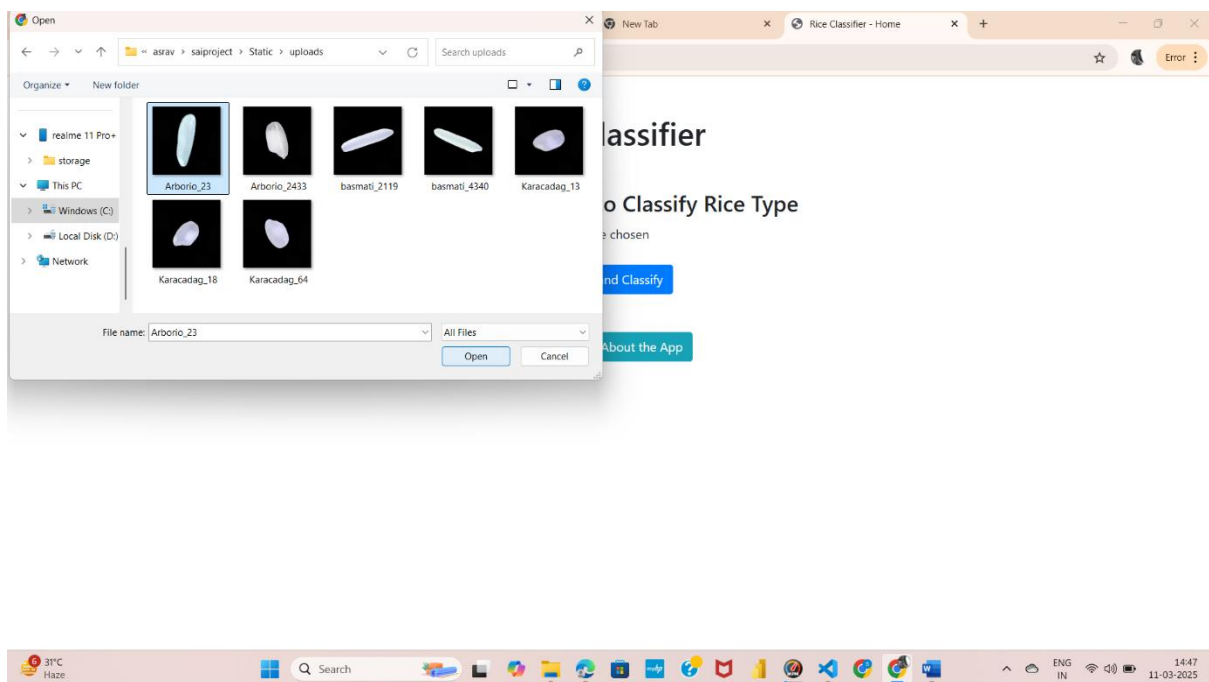 Open
New Tab
Rice Classifier - Home
asrav > saiproject > Static > uploads
Search uploads
Error
Organize
New folder
realme 11 Pro+
storage
This PC
Windows (C:)
Local Disk (D:)
Network
Arborio_23
Arborio_2433
basmati_2119
basmati_4340
Karacadag_13
Karacadag_18
Karacadag_64
File name: Arborio_23
All Files
Open
Cancel
lassifier
o Classify Rice Type
chosen
nd Classify
About the App
6
31°C
Haze
Search
ENG
IN
14:47
11-03-2025